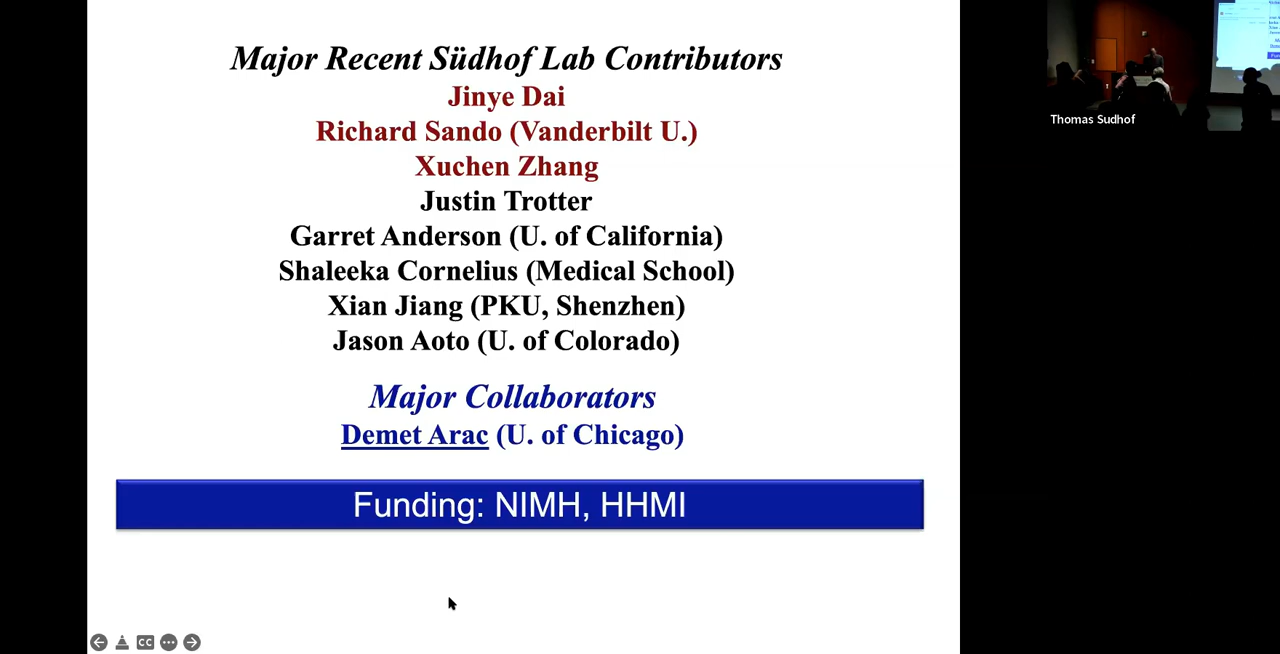 Major Recent Südhof Lab Contributors
Jinye Dai
Richard Sando (Vanderbilt U.)
Xuchen Zhang
Justin Trotter
Garret Anderson (U. of California)
Shaleeka Cornelius (Medical School)
Xian Jiang (PKU, Shenzhen)
Jason Aoto (U. of Colorado)
Major Collaborators
Demet Arac (U. of Chicago)
Funding: NIMH, HHMI
CC
Thomas Sudhof